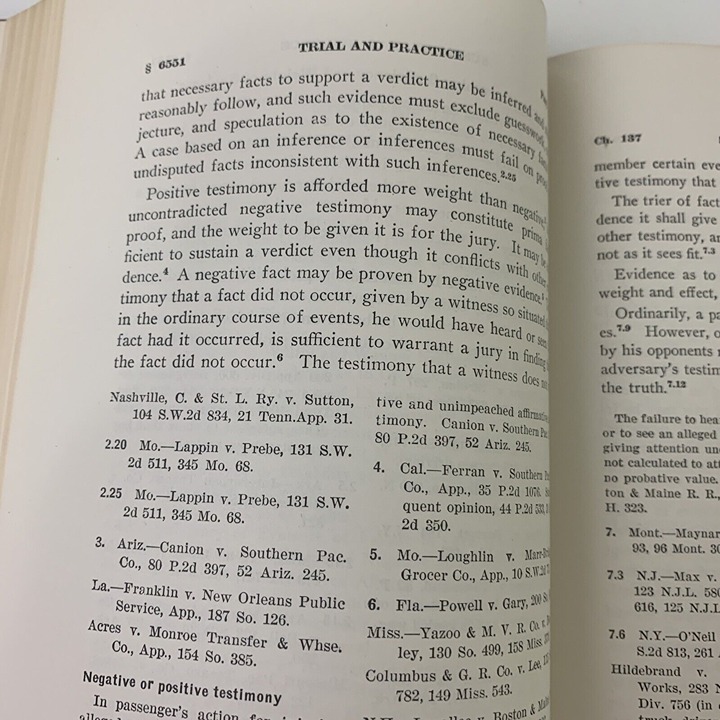 § 6551
TRIAL AND PRACTICE
that necessary facts to support a verdict may be inferred and
reasonably follow, and such evidence must exclude guesswork,
jecture, and speculation as to the existence of necessary
A case based on an inference or inferences must fail on
undisputed facts inconsistent with such inferences.2.25
Positive testimony is afforded more weight than negative,
uncontradicted negative testimony may constitute prima
proof, and the weight to be given it is for the jury. It may be
ficient to sustain a verdict even though it conflicts with other
dence.4 A negative fact may be proven by negative evidence.5
timony that a fact did not occur, given by a witness so situated
in the ordinary course of events, he would have heard or seen
fact had it occurred, is sufficient to warrant a jury in finding
the fact did not occur.6 The testimony that a witness does not
Nashville, C. & St. L. Ry. v. Sutton,
104 S.W.2d 834, 21 Tenn.App. 31.
2.20 Mo.—Lappin v. Prebe, 131 S.W.
2d 511, 345 Mo. 68.
2.25 Mo.—Lappin v. Prebe, 131 S.W.
2d 511, 345 Mo. 68.
3. Ariz.—Canion v. Southern Pac.
Co., 80 P.2d 397, 52 Ariz. 245.
La.—Franklin v. New Orleans Public
Service, App., 187 So. 126.
Acres v. Monroe Transfer & Whse.
Co., App., 154 So. 385.
Negative or positive testimony
In passenger's action for
tive and unimpeached affirmative
timony. Canion v. Southern Pac.
80 P.2d 397, 52 Ariz. 245.
4. Cal.—Ferran v. Southern
Co., App., 35 P.2d 1070.
quent opinion, 44 P.2d 533,
2d 350.
5. Mo.—Loughlin v.
Grocer Co., App., 10 S.W.2d
6. Fla.—Powell v. Gary, 200 So.
Miss.—Yazoo & M. V. R. Co. v.
ley, 130 So. 499, 158 Miss.
Columbus & G. R. Co. v. Lee,
782, 149 Miss. 543.
v. Boston &
Ch. 137
member certain eve
tive testimony that
The trier of fact
dence it shall give
other testimony, an
not as it sees fit.7.3
Evidence as to
weight and effect,
Ordinarily, a pa
es.7.9 However, o
by his opponents
adversary's testim
the truth.7.12
The failure to hea
or to see an alleged
giving attention un
not calculated to att
no probative value.
ton & Maine R. R.,
H. 323.
7. Mont.—Maynar
93, 96 Mont. 30
7.3 N.J.—Max v.
123 N.J.L. 580
616, 125 N.J.L
7.6 N.Y.—O'Neil
S.2d 813, 261
Hildebrand v.
Works, 283 N
Div. 756 (in